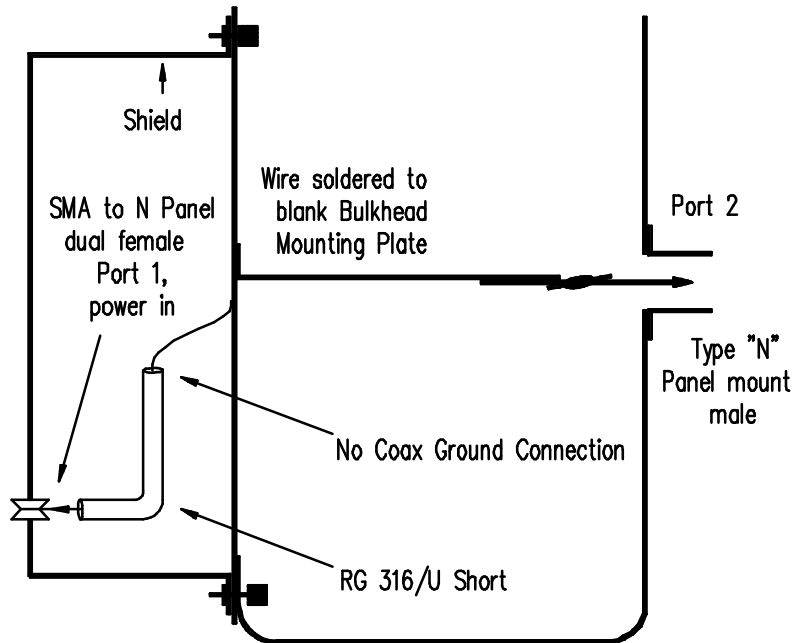 Shield
SMA to N Panel
dual female
Port 1,
power in
Wire soldered to
blank Bulkhead
Mounting Plate
Port 2
Type "N"
Panel mount
male
No Coax Ground Connection
RG 316/U Short